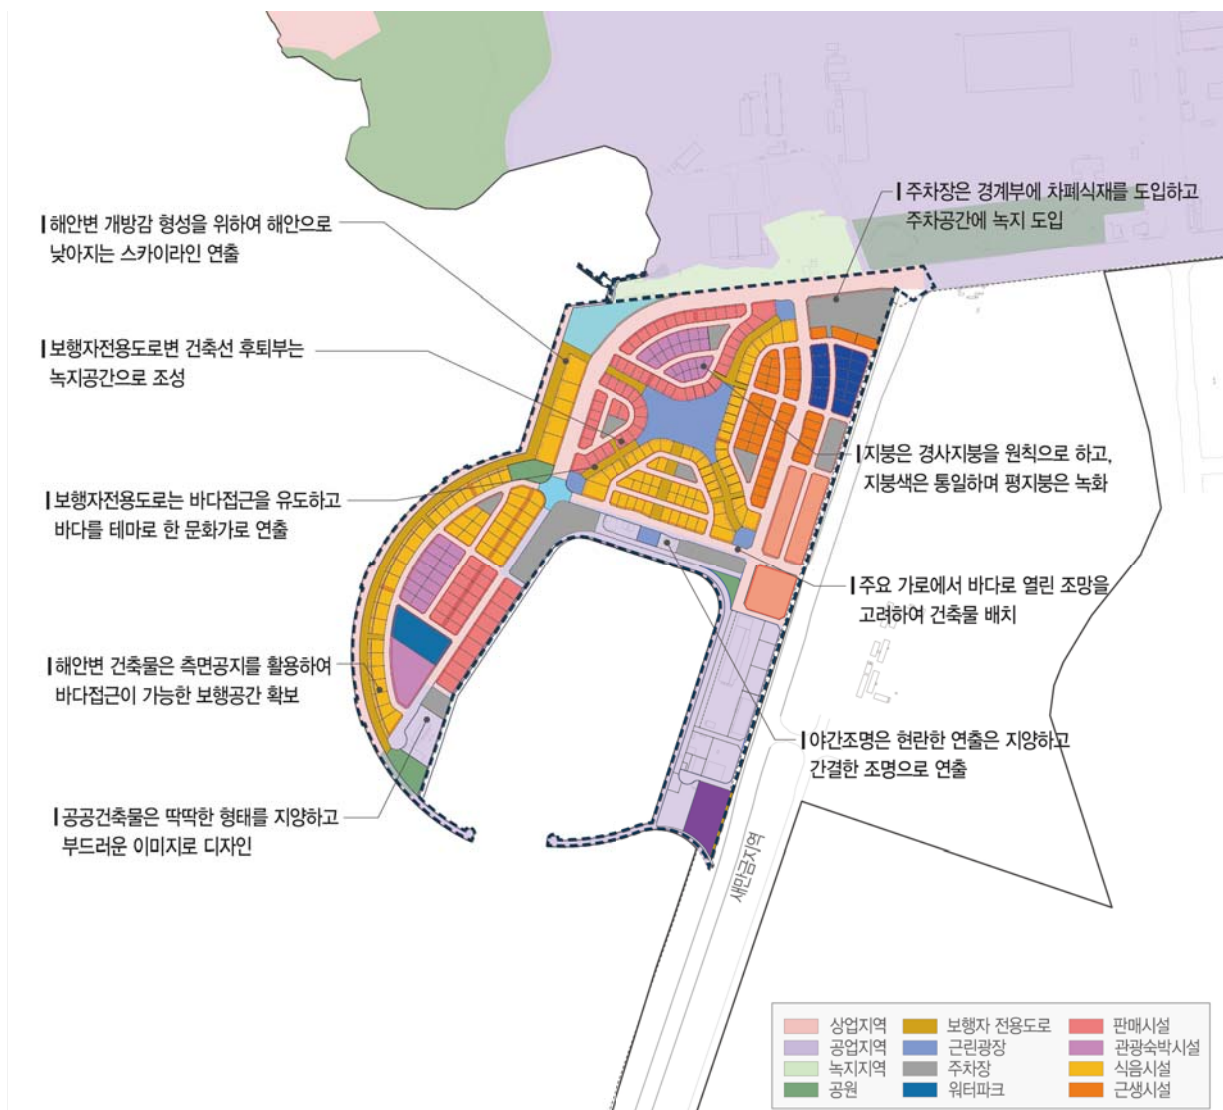 주차장은 경계부에 차폐식재를 도입하고
주차공간에 녹지 도입
해안변 개방감 형성을 위하여 해안으로
낮아지는 스카이라인 연출
보행자전용도로변 건축선 후퇴부는
녹지공간으로 조성
지붕은 경사지붕을 원칙으로 하고,
지붕색은 통일하며 평지붕은 녹화
보행자전용도로는 바다접근을 유도하고
바다를 테마로 한 문화가로 연출
주요 가로에서 바다로 열린 조망을
고려하여 건축물 배치
해안변 건축물은 측면공지를 활용하여
바다접근이 가능한 보행공간 확보
야간조명은 현란한 연출은 지양하고
간결한 조명으로 연출
공공건축물은 딱딱한 형태를 지양하고
부드러운 이미지로 디자인
새만금지역
상업지역 보행자 전용도로 판매시설
공업지역 근린광장 관광숙박시설
녹지지역 주차장 식음시설
공원 워터파크 근생시설